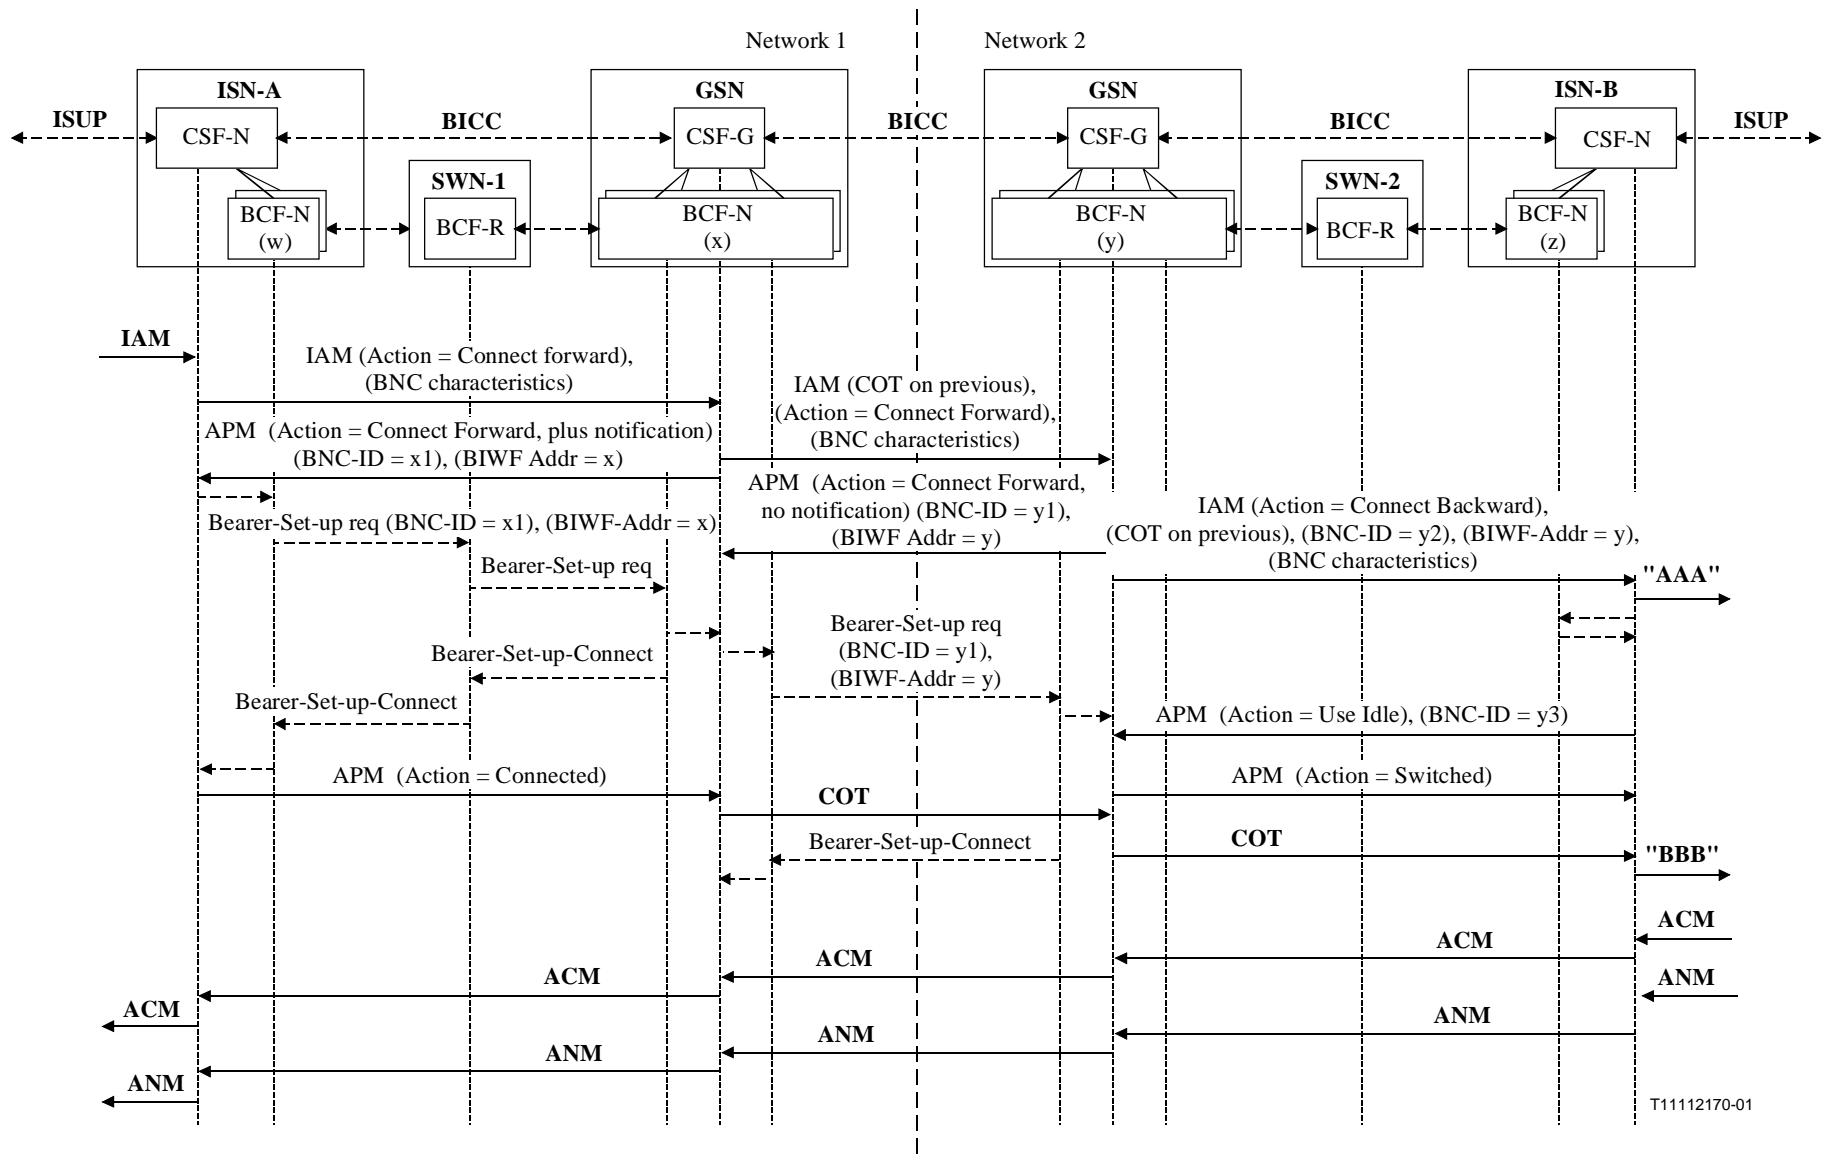 Network 1
Network 2
ISN-A
GSN
GSN
ISN-B
ISUP
CSF-N
BICC
CSF-G
BICC
CSF-G
BICC
CSF-N
ISUP
SWN-1
SWN-2
BCF-N
(w)
BCF-R
BCF-N
(x)
BCF-N
(y)
BCF-R
BCF-N
(z)
IAM
IAM (Action = Connect forward),
(BNC characteristics)
IAM (COT on previous),
(Action = Connect Forward),
(BNC characteristics)
APM (Action = Connect Forward, plus notification)
(BNC-ID = x1), (BIWF Addr = x)
APM (Action = Connect Forward,
no notification) (BNC-ID = y1),
(BIWF Addr = y)
IAM (Action = Connect Backward),
(COT on previous), (BNC-ID = y2), (BIWF-Addr = y),
(BNC characteristics)
Bearer-Set-up req (BNC-ID = x1), (BIWF-Addr = x)
Bearer-Set-up req
"AAA"
Bearer-Set-up req
(BNC-ID = y1),
(BIWF-Addr = y)
Bearer-Set-up-Connect
Bearer-Set-up-Connect
APM (Action = Use Idle), (BNC-ID = y3)
APM (Action = Connected)
APM (Action = Switched)
COT
Bearer-Set-up-Connect
COT
"BBB"
ACM
ACM
ACM
ACM
ACM
ANM
ANM
ANM
ANM
ANM
T11112170-01